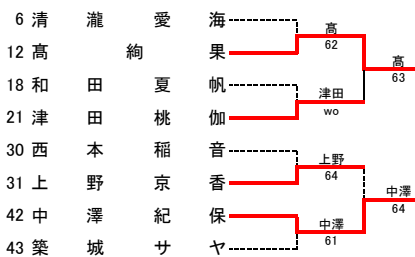 6 清 瀧 愛 海
12 髙 絢 果
18 和 田 夏 帆
21 津 田 桃 伽
30 西 本 稲 音
31 上 野 京 香
42 中 澤 紀 保
43 築 城 サ ヤ
髙
62
津田
wo
髙
63
上野
64
中澤
61
中澤
64